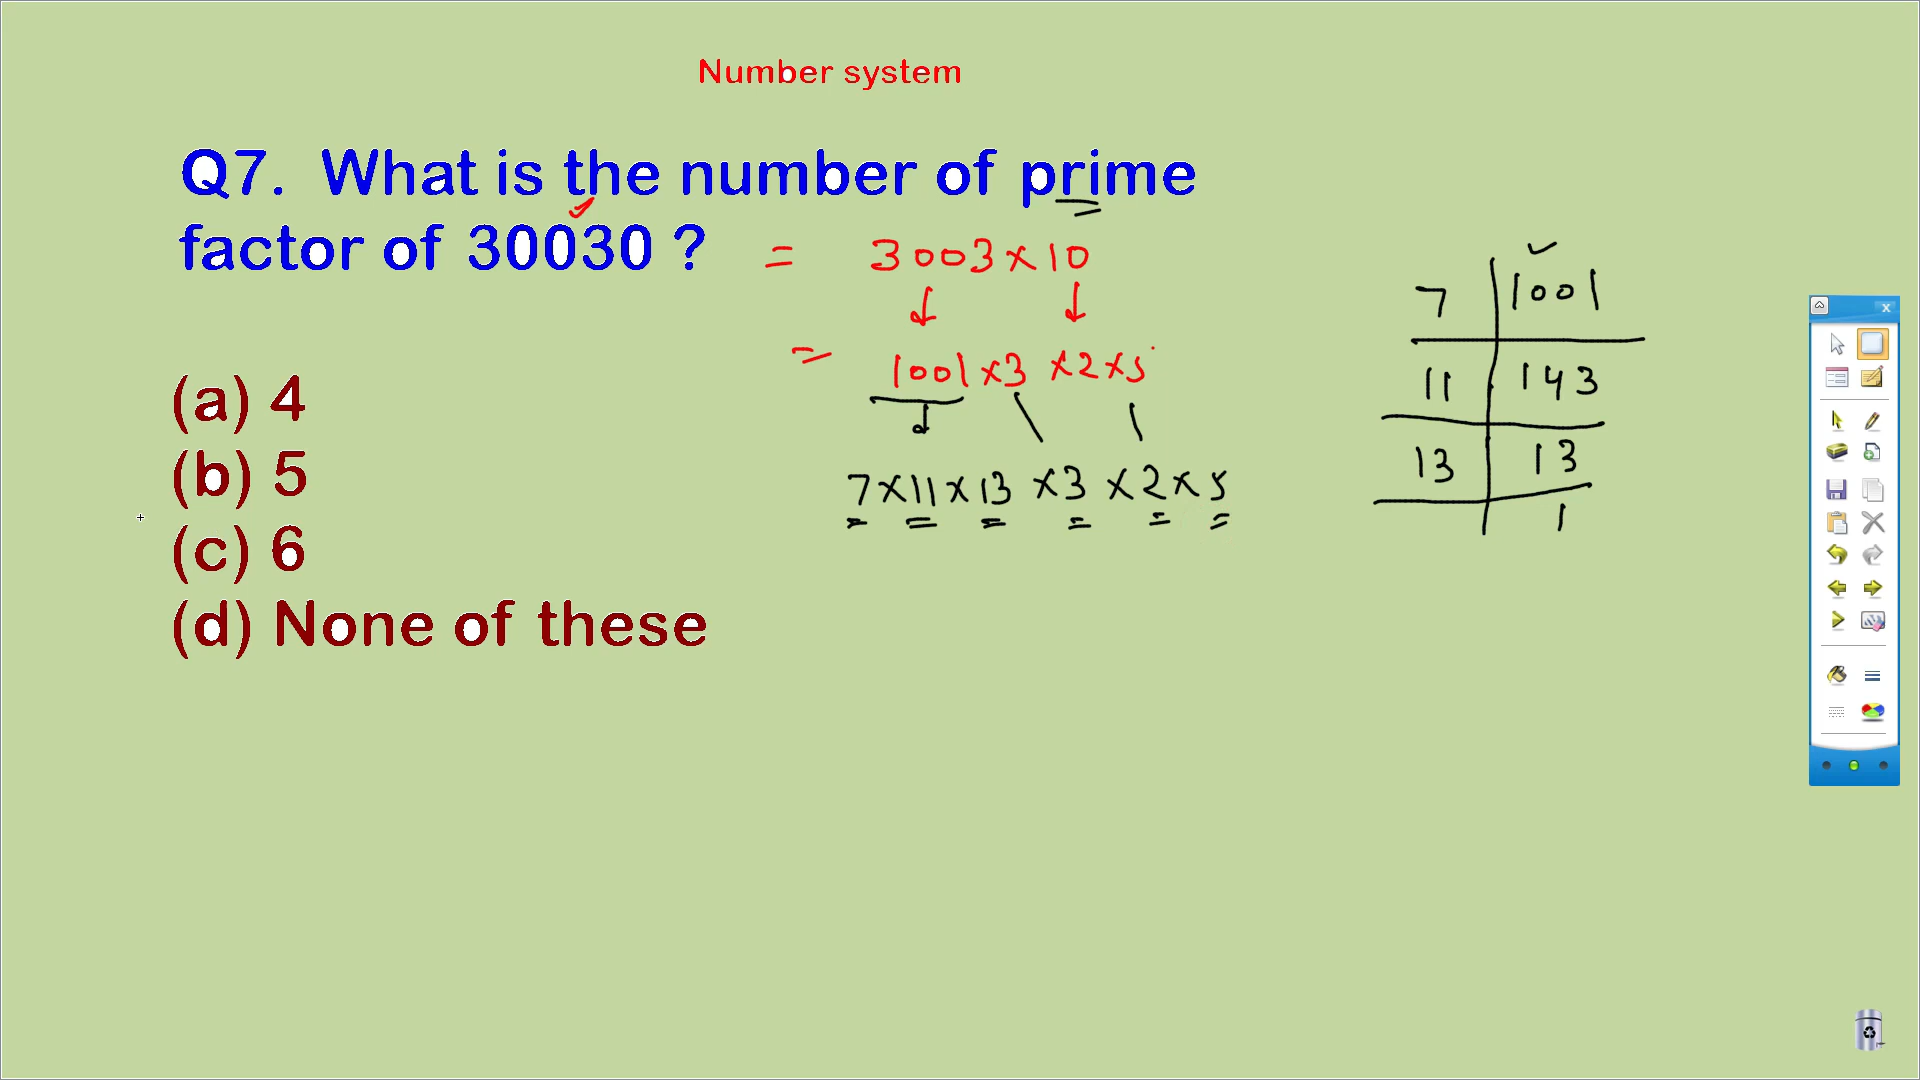 Number system
Q7. What is the number of prime
factor of 30030 ?
= 3003 × 10
= 1001 × 3 × 2 × 5
7 × 11 × 13 × 3 × 2 × 5
(a) 4
(b) 5
(c) 6
(d) None of these
7 | 1001
11 | 143
13 | 13
1